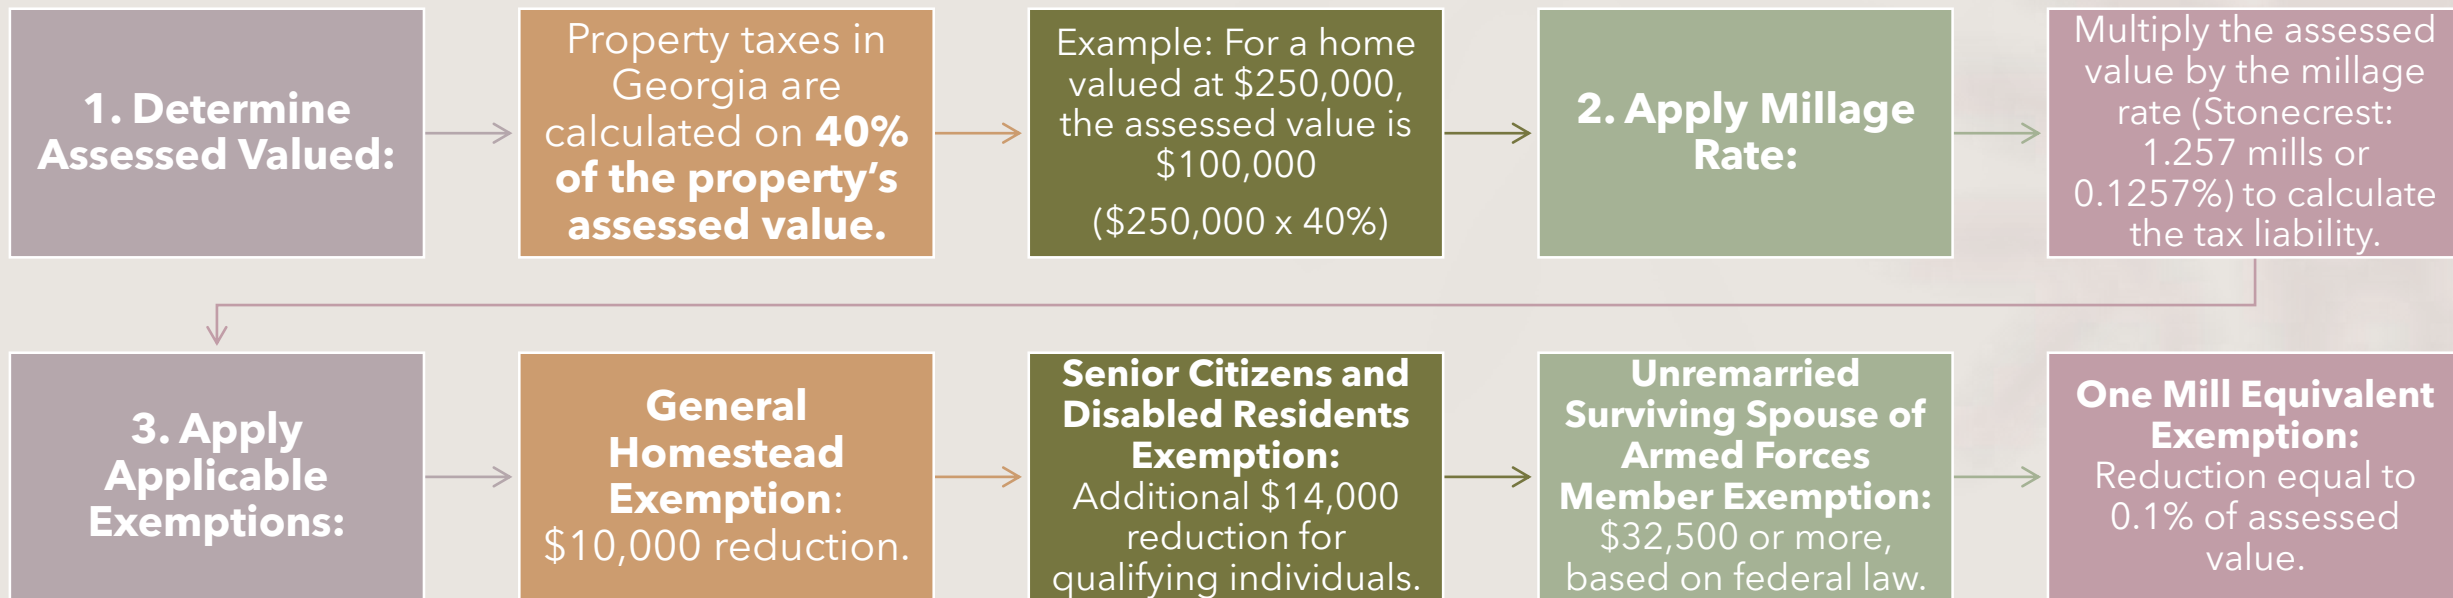 1. Determine
Assessed Valued:
Property taxes in
Georgia are
calculated on 40%
of the property’s
assessed value.
Example: For a home
valued at $250,000,
the assessed value is
$100,000
($250,000 x 40%)
2. Apply Millage
Rate:
Multiply the assessed
value by the millage
rate (Stonecrest:
1.257 mills or
0.1257%) to calculate
the tax liability.
3. Apply
Applicable
Exemptions:
General
Homestead
Exemption:
$10,000 reduction.
Senior Citizens and
Disabled Residents
Exemption:
Additional $14,000
reduction for
qualifying individuals.
Unremarried
Surviving Spouse of
Armed Forces
Member Exemption:
$32,500 or more,
based on federal law.
One Mill Equivalent
Exemption:
Reduction equal to
0.1% of assessed
value.